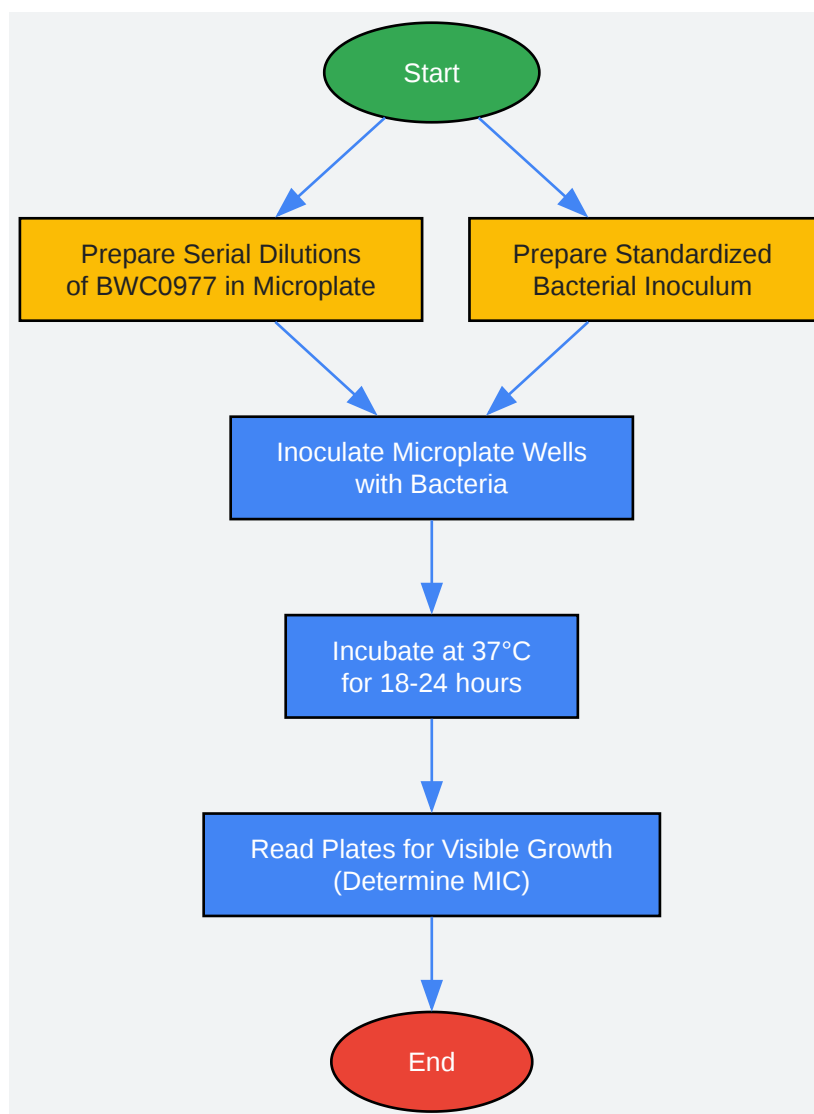 Start
Prepare Serial Dilutions
of BWC0977 in Microplate
Prepare Standardized
Bacterial Inoculum
Inoculate Microplate Wells
with Bacteria
Incubate at 37°C
for 18-24 hours
Read Plates for Visible Growth
(Determine MIC)
End